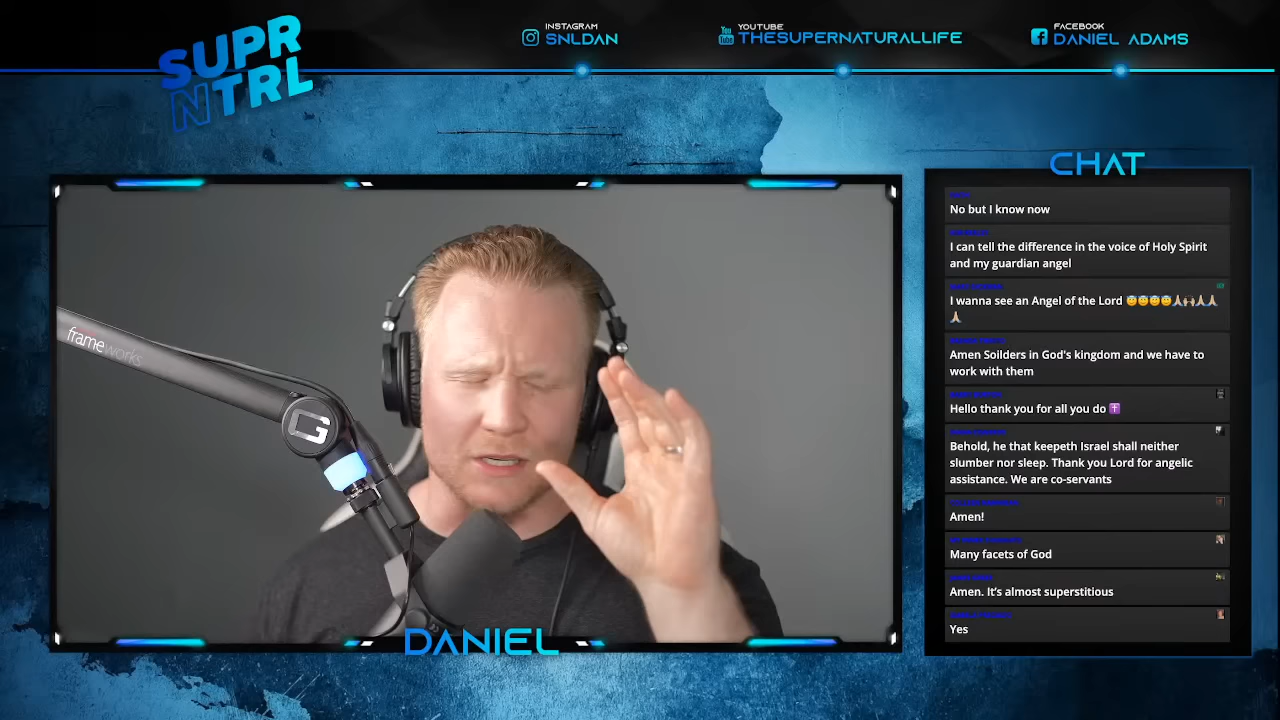 SUPR
NTRL
INSTAGRAM
SNLDAN
YOUTUBE
THESUPERNATURALLIFE
FACEBOOK
DANIEL ADAMS
You
Tube
frameworks
G
DANIEL
CHAT
No but I know now
I can tell the difference in the voice of Holy Spirit
and my guardian angel
I wanna see an Angel of the Lord 😇😇😇😇🙏🏼🙌🏼🙏🏼🙏🏼
🙏🏼
Amen Soilders in God's kingdom and we have to
work with them
Hello thank you for all you do ✝️
Behold, he that keepeth Israel shall neither
slumber nor sleep. Thank you Lord for angelic
assistance. We are co-servants
Amen!
Many facets of God
Amen. It's almost superstitious
Yes